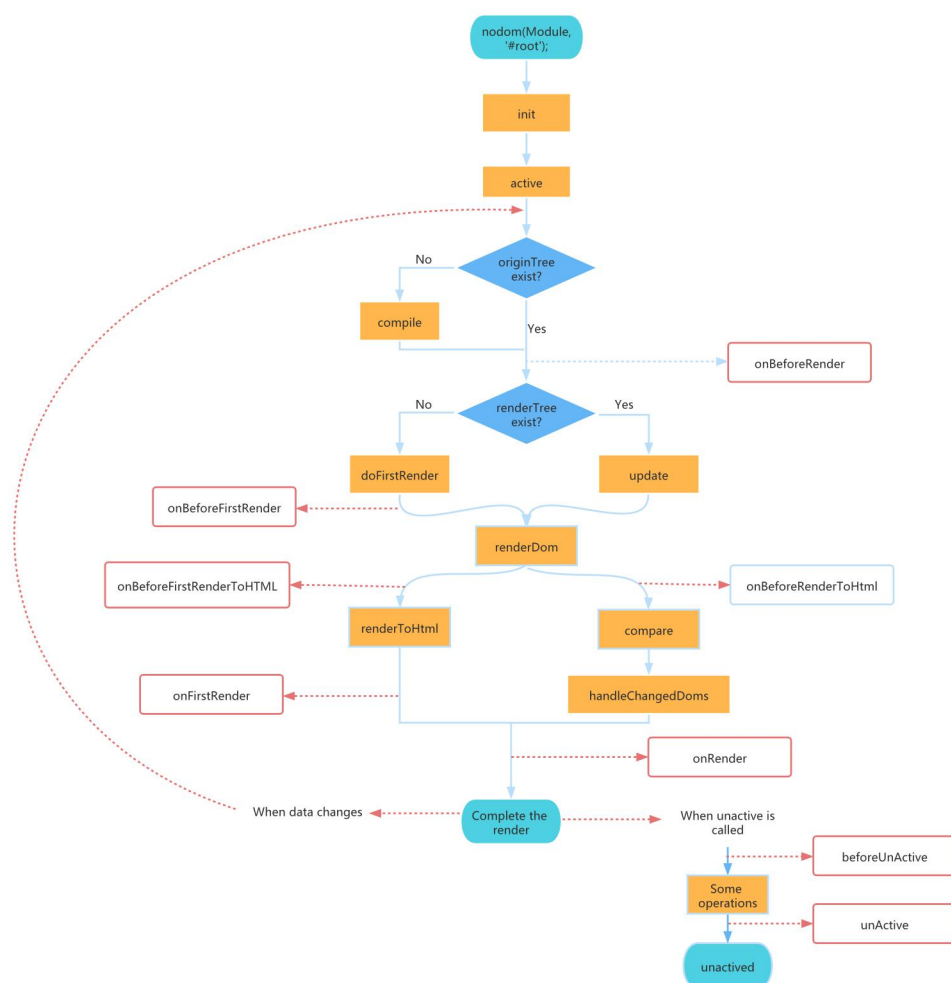 nodom(Module,
'#root');
init
active
originTree
exist?
No
compile
Yes
onBeforeRender
renderTree
exist?
No
Yes
doFirstRender
update
onBeforeFirstRender
renderDom
onBeforeFirstRenderToHTML
onBeforeRenderToHtml
renderToHtml
compare
onFirstRender
handleChangedDoms
onRender
When data changes
Complete the
render
When unactive is
called
beforeUnActive
Some
operations
unActive
unactived